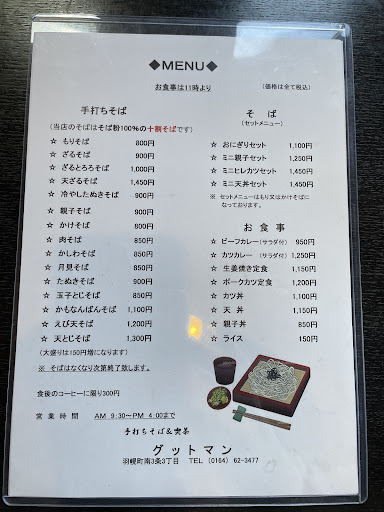 ◆MENU◆
お食事は11時より
(価格は全て税込)
手打ちそば
(当店のそばはそば粉100%の十割そばです)
☆ もりそば 800円
☆ ざるそば 900円
☆ ざるとろろそば 1,000円
☆ 天ざるそば 1,450円
☆ 冷やしたぬきそば 950円
☆ 親子そば 900円
☆ かけそば 800円
☆ 肉そば 850円
☆ かしわそば 850円
☆ 月見そば 850円
☆ たぬきそば 900円
☆ 玉子とじそば 850円
☆ かもなんばんそば 1,100円
☆ えび天そば 1,200円
☆ 天とじそば 1,300円
(大盛りは150円増になります)
※ そばはなくなり次第終了致します。
食後のコーヒーに限り300円
営業時間 AM 9:30~PM 4:00まで
そば
(セットメニュー)
☆ おにぎりセット 1,100円
☆ ミニ親子セット 1,250円
☆ ミニヒレカツセット 1,450円
☆ ミニ天丼セット 1,450円
※ セットメニューはもり又はかけそばに
なっております。
お食事
☆ ビーフカレー(サラダ付) 950円
☆ カツカレー(サラダ付) 1,250円
☆ 生姜焼き定食 1,150円
☆ ポークカツ定食 1,200円
☆ カツ丼 1,100円
☆ 天丼 1,150円
☆ 親子丼 850円
☆ ライス 150円
手打ちそば&喫茶
グットマン
羽幌町南3条3丁目 TEL (0164) 62-3477